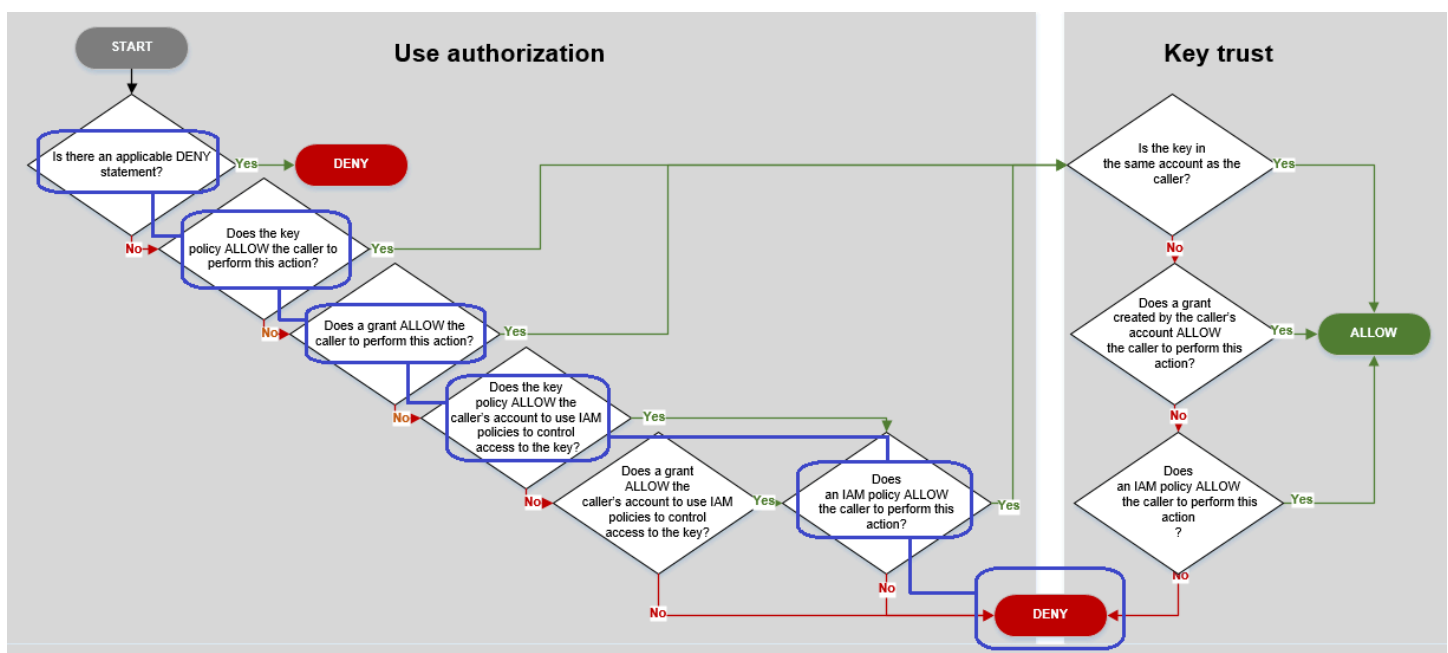 Use authorization
Key trust
START
Is there an applicable DENY
statement?
Yes
DENY
No
Does the key
policy ALLOW the caller to
perform this action?
Yes
No
Does a grant ALLOW the
caller to perform this action?
Yes
No
Does the key
policy ALLOW the
caller's account to use IAM
policies to control
access to the key?
Yes
No
Does a grant
ALLOW the
caller's account to use IAM
policies to control
access to the key?
Yes
No
Does
an IAM policy ALLOW
the caller to perform this
action?
Yes
No
DENY
Is the key in
the same account as the
caller?
Yes
No
Does a grant
created by the caller's
account ALLOW
the caller to perform this
action?
Yes
ALLOW
No
Does
an IAM policy ALLOW
the caller to perform this
action
?
Yes
No